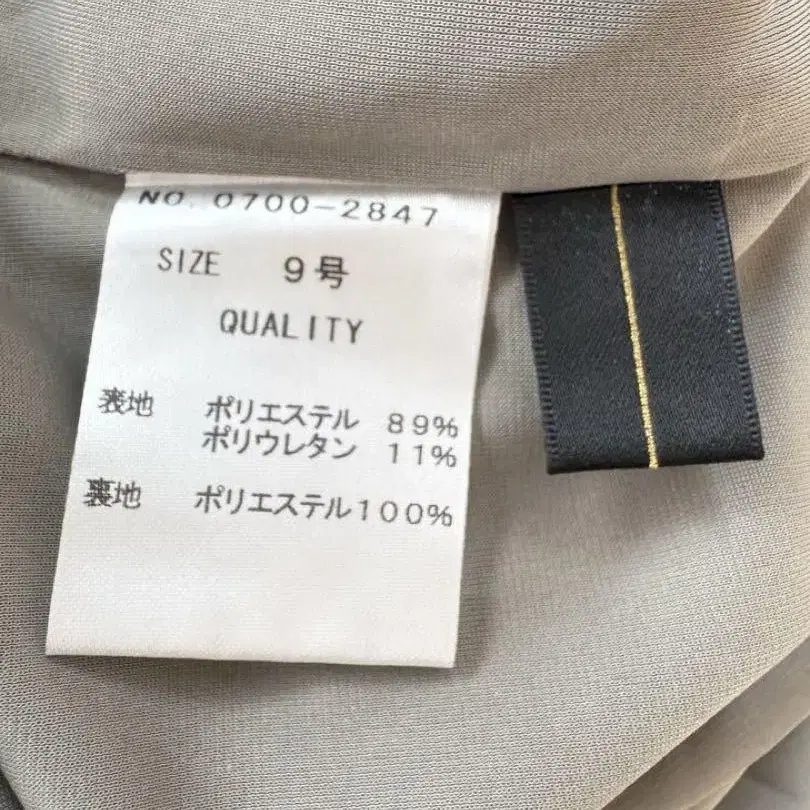 NO. 0700-2847
SIZE 9号
QUALITY
表地 ポリエステル 89%
ポリウレタン 11%
裏地 ポリエステル100%